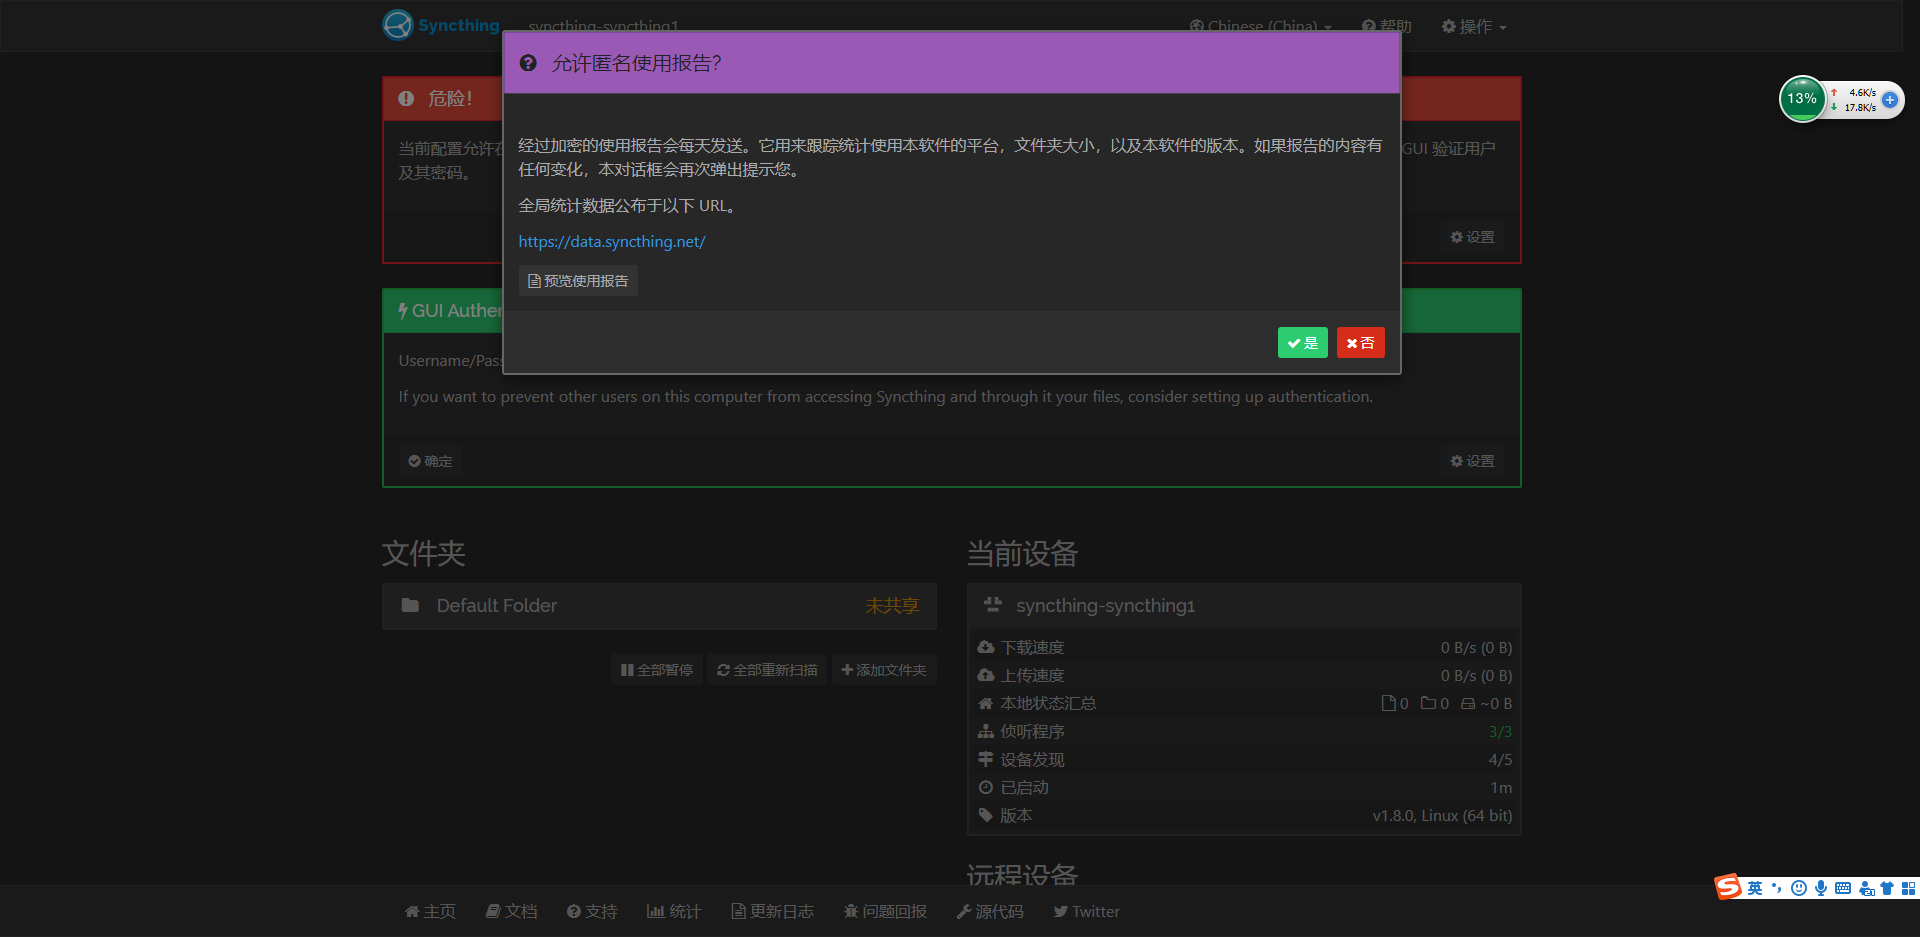 Syncthing
syncthing-syncthing1
Chinese (China)
帮助
操作
允许匿名使用报告?
危险！
经过加密的使用报告会每天发送。它用来跟踪统计使用本软件的平台，文件夹大小，以及本软件的版本。如果报告的内容有
任何变化，本对话框会再次弹出提示您。
全局统计数据公布于以下 URL。
https://data.syncthing.net/
预览使用报告
是
否
当前配置允许在
GUI 验证用户
及其密码。
设置
13%
4.6K/s
17.8K/s
GUI Authen
Username/Pass
If you want to prevent other users on this computer from accessing Syncthing and through it your files, consider setting up authentication.
确定
设置
文件夹
Default Folder
未共享
全部暂停
全部重新扫描
添加文件夹
当前设备
syncthing-syncthing1
下载速度
0 B/s (0 B)
上传速度
0 B/s (0 B)
本地状态汇总
0
0
~0 B
侦听程序
3/3
设备发现
4/5
已启动
1m
版本
v1.8.0, Linux (64 bit)
远程设备
主页
文档
支持
统计
更新日志
问题回报
源代码
Twitter
S
英